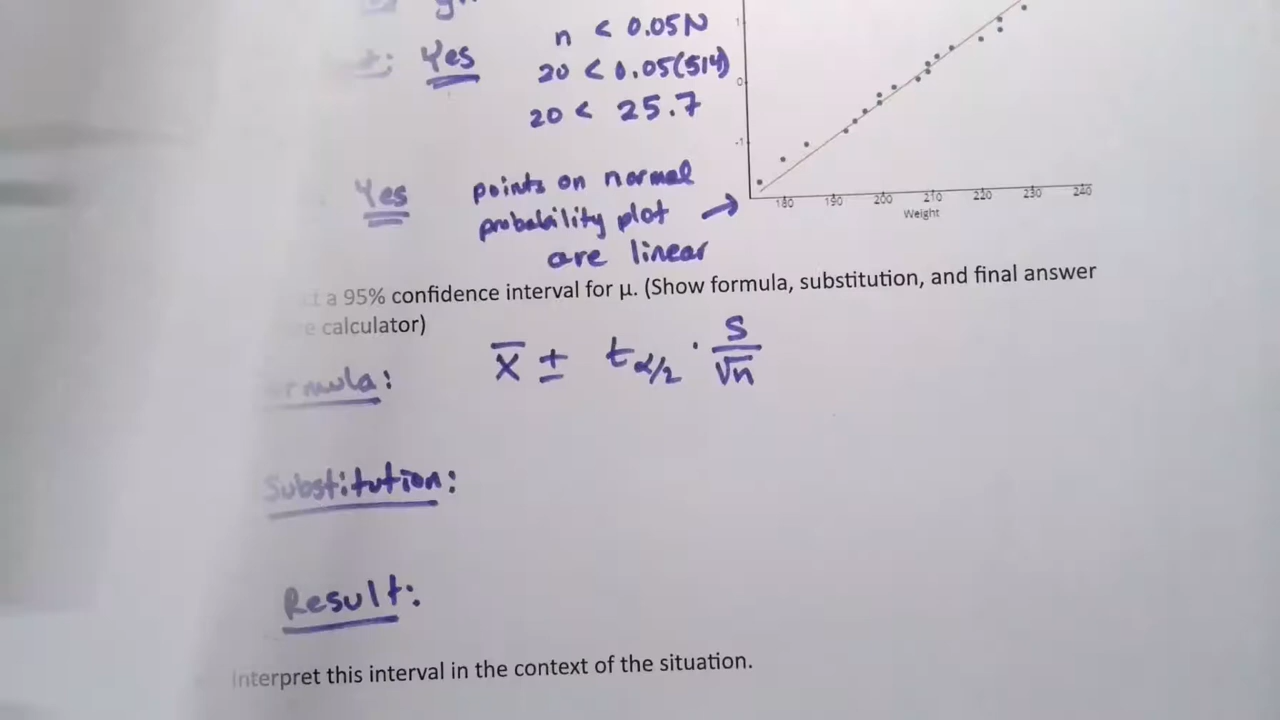 Yes n < 0.05N
20 < 0.05(514)
20 < 25.7
1
0
-1
180 190 200 210 220 230 240
Weight
Yes points on normal
probability plot →
are linear
a 95% confidence interval for μ. (Show formula, substitution, and final answer
calculator)
x̄ ± t α/2 · s/√n
Substitution:
Result:
Interpret this interval in the context of the situation.